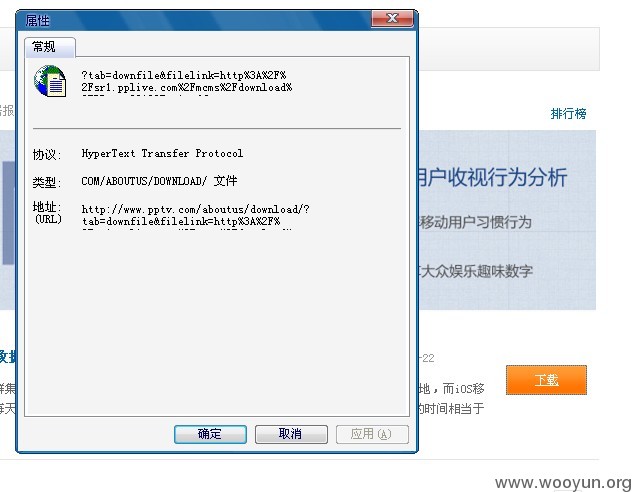 属性
常规
?tab=downfile&filelink=http%3A%2F%
2Fsr1.pplive.com%2Fmcms%2Fdownload%
排行榜
协议: HyperText Transfer Protocol
类型: COM/ABOUTUS/DOWNLOAD/ 文件
地址: http://www.pptv.com/aboutus/download/?
(URL) tab=downfile&filelink=http%3A%2F%
用户收视行为分析
移动用户习惯行为
大众娱乐趣味数字
-22
下载
群集
地，而iOS移
每天
的时间相当于
确定 取消 应用(A)
www.wooyun.org